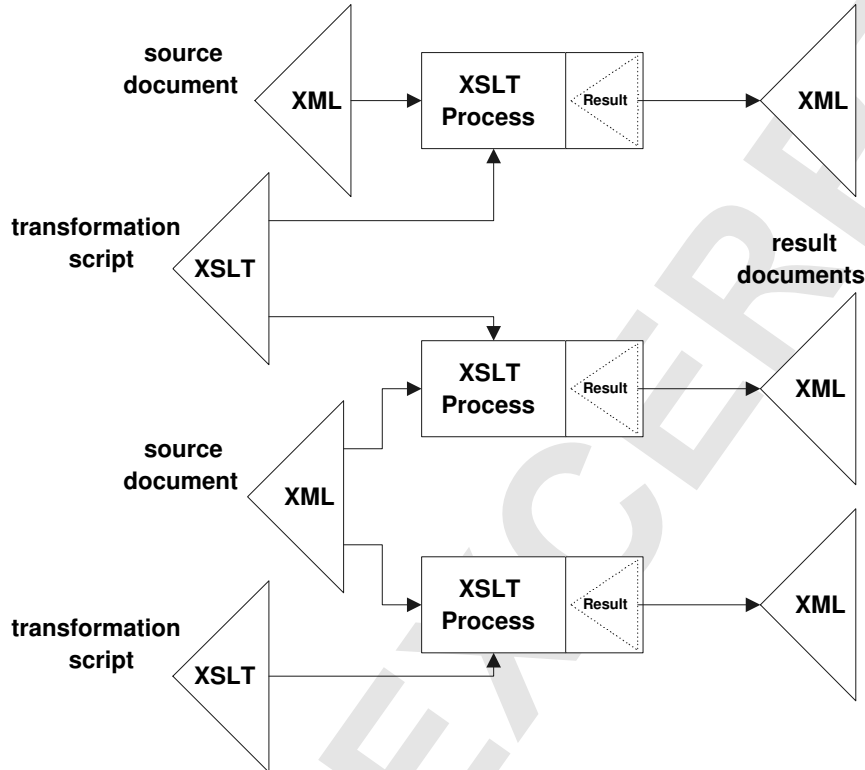 source
document
XML
XSLT
Process
Result
XML
transformation
script
XSLT
result
documents
XSLT
Process
Result
XML
source
document
XML
XSLT
Process
Result
XML
transformation
script
XSLT